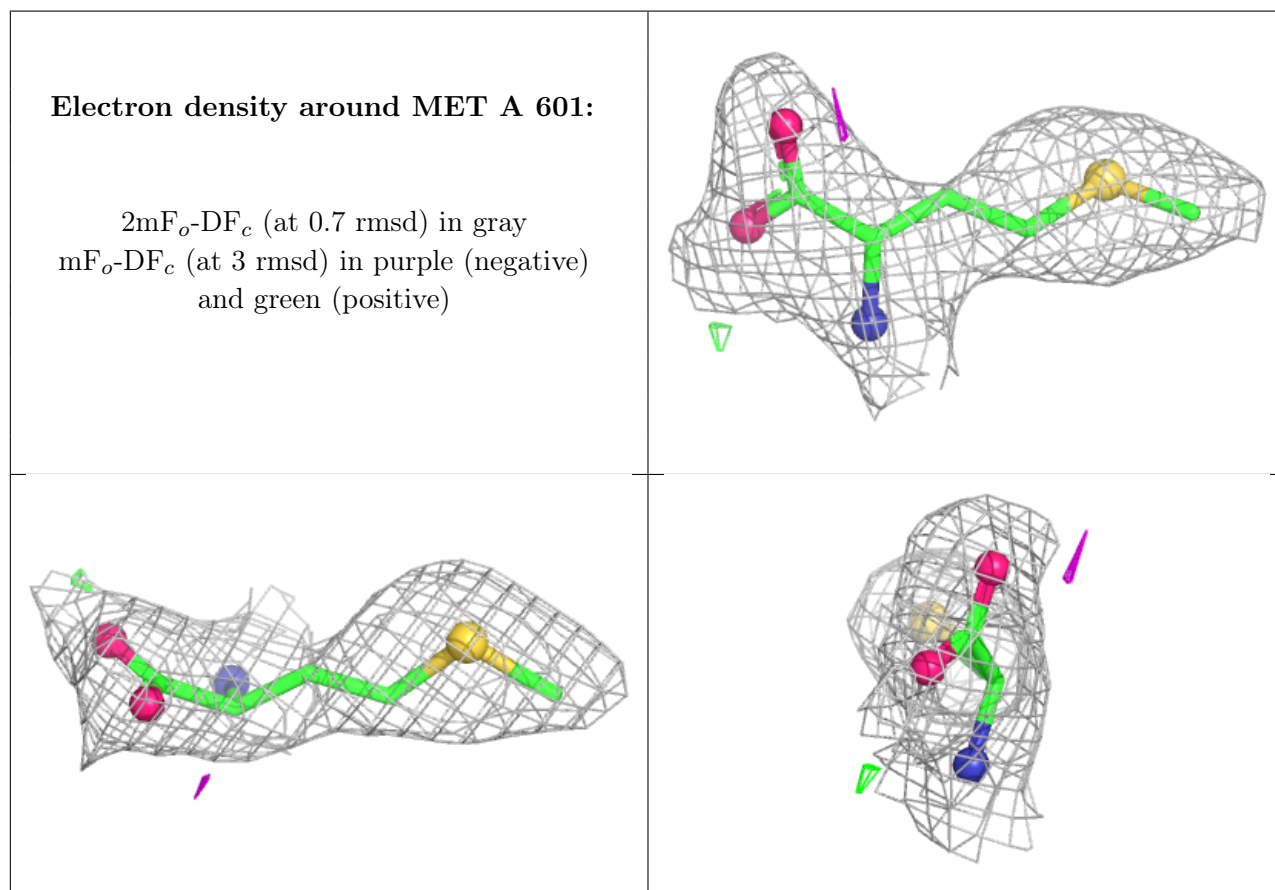 Electron density around MET A 601:
2mFo-DFc (at 0.7 rmsd) in gray
mFo-DFc (at 3 rmsd) in purple (negative)
and green (positive)